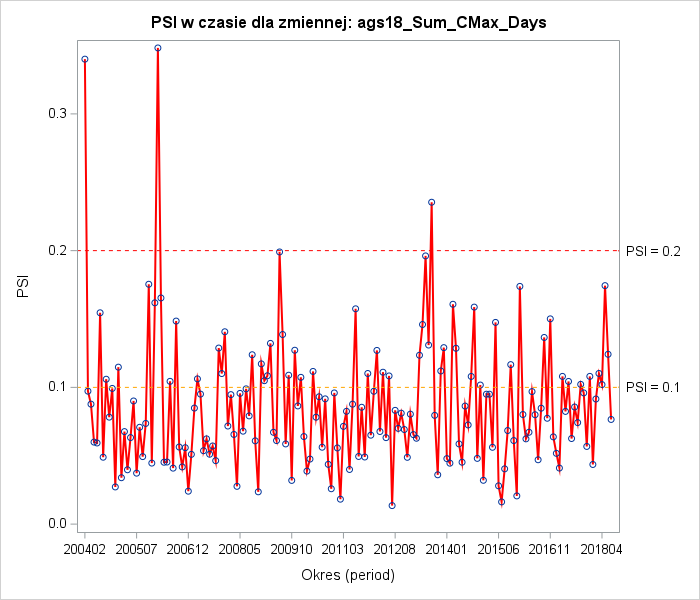 PSI w czasie dla zmiennej: ags18_Sum_CMax_Days
PSI
0.3
0.2
0.1
0.0
PSI = 0.2
PSI = 0.1
200402 200507 200612 200805 200910 201103 201208 201401 201506 201611 201804
Okres (period)